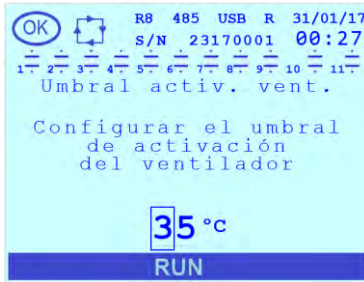 OK R8 485 USB R 31/01/17
S/N 23170001 00:27
1 2 3 4 5 6 7 8 9 10 11
Umbral activ. vent.
Configurar el umbral
de activación
del ventilador
35 °C
RUN